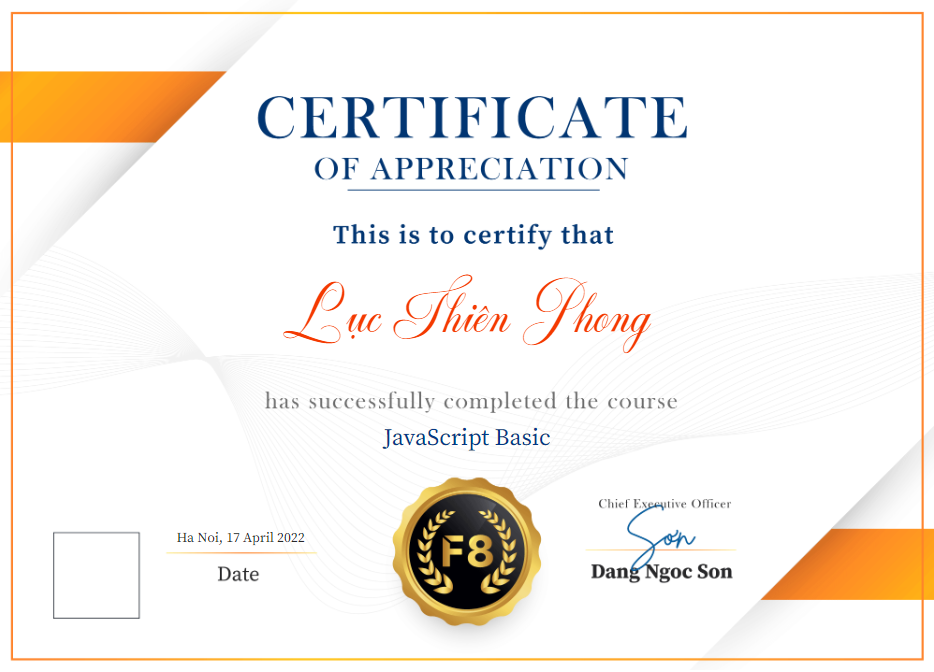 CERTIFICATE
OF APPRECIATION
This is to certify that
Lục Thiên Phong
has successfully completed the course
JavaScript Basic
Ha Noi, 17 April 2022
Date
F8
Chief Executive Officer
Sơn
Dang Ngoc Son